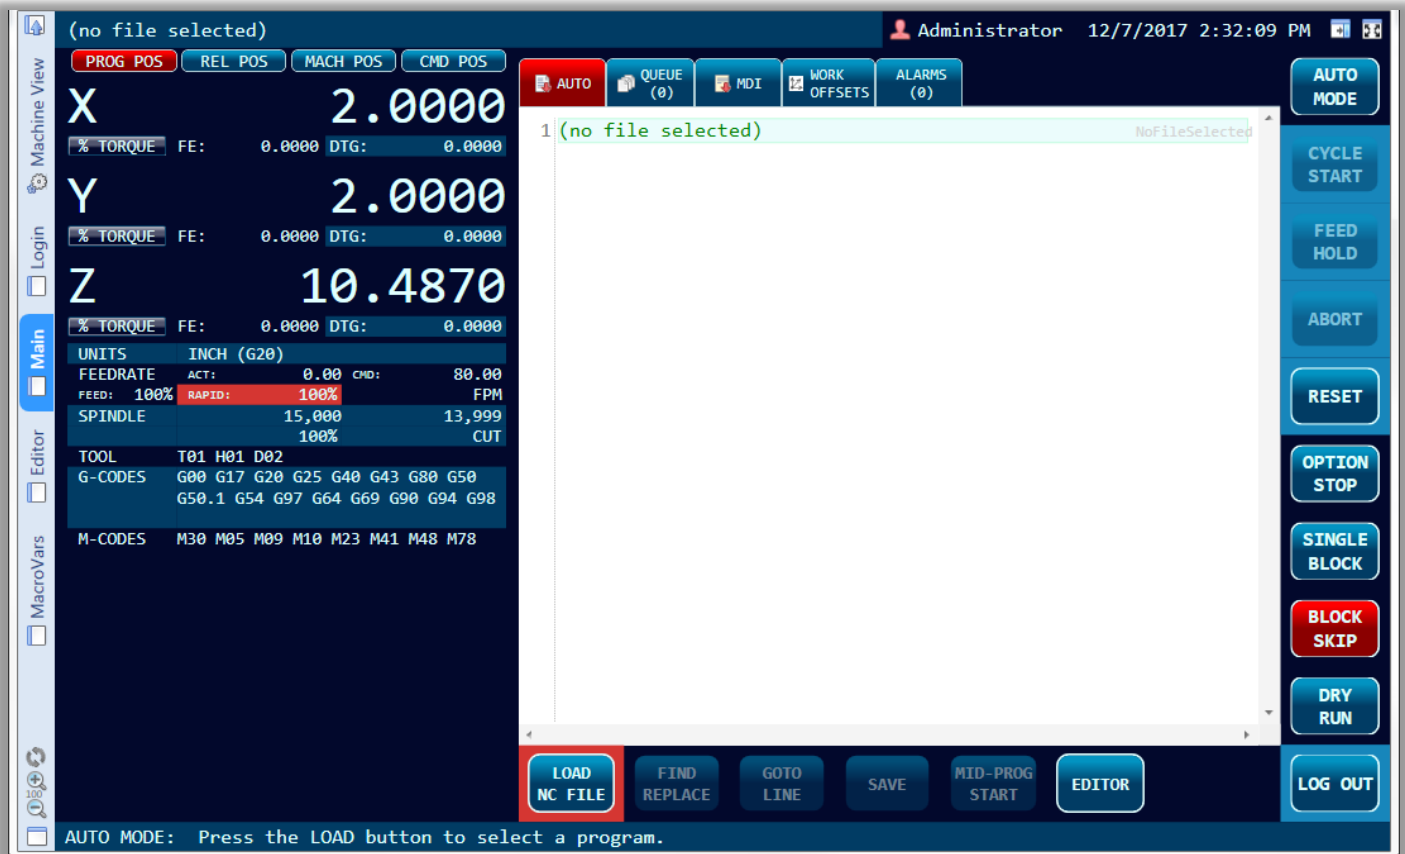 (no file selected)
Administrator 12/7/2017 2:32:09 PM
Machine View
Login
Main
Editor
MacroVars
100
PROG POS REL POS MACH POS CMD POS
X 2.0000
% TORQUE FE: 0.0000 DTG: 0.0000
Y 2.0000
% TORQUE FE: 0.0000 DTG: 0.0000
Z 10.4870
% TORQUE FE: 0.0000 DTG: 0.0000
UNITS INCH (G20)
FEEDRATE ACT: 0.00 CMD: 80.00
FEED: 100% RAPID: 100% FPM
SPINDLE 15,000 13,999
100% CUT
TOOL T01 H01 D02
G-CODES G00 G17 G20 G25 G40 G43 G80 G50
G50.1 G54 G97 G64 G69 G90 G94 G98
M-CODES M30 M05 M09 M10 M23 M41 M48 M78
AUTO
QUEUE
(0)
MDI
WORK
OFFSETS
ALARMS
(0)
1 (no file selected) NoFileSelected
LOAD
NC FILE
FIND
REPLACE
GOTO
LINE
SAVE
MID-PROG
START
EDITOR
AUTO
MODE
CYCLE
START
FEED
HOLD
ABORT
RESET
OPTION
STOP
SINGLE
BLOCK
BLOCK
SKIP
DRY
RUN
LOG OUT
AUTO MODE: Press the LOAD button to select a program.